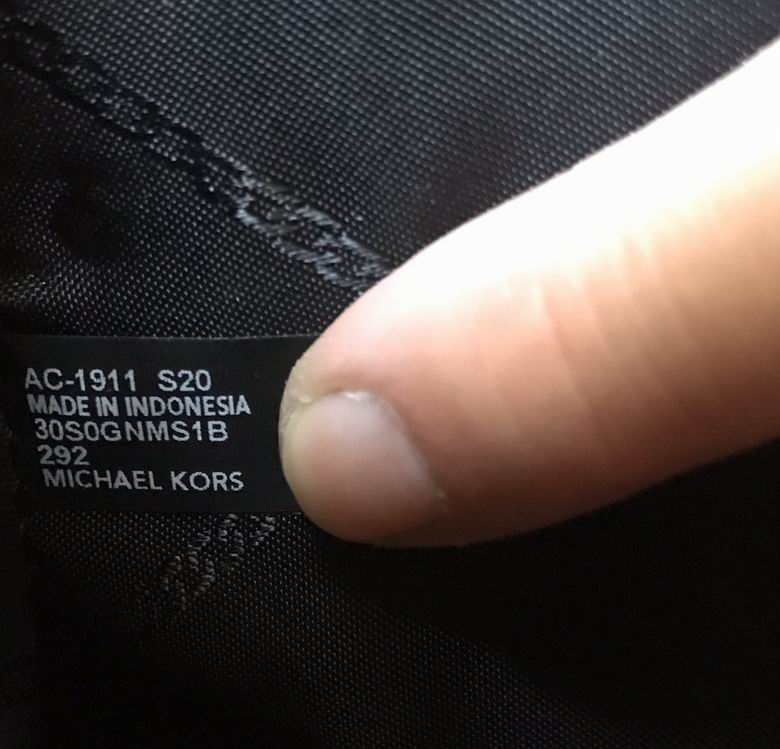 AC-1911 S20
MADE IN INDONESIA
30S0GNMS1B
292
MICHAEL KORS